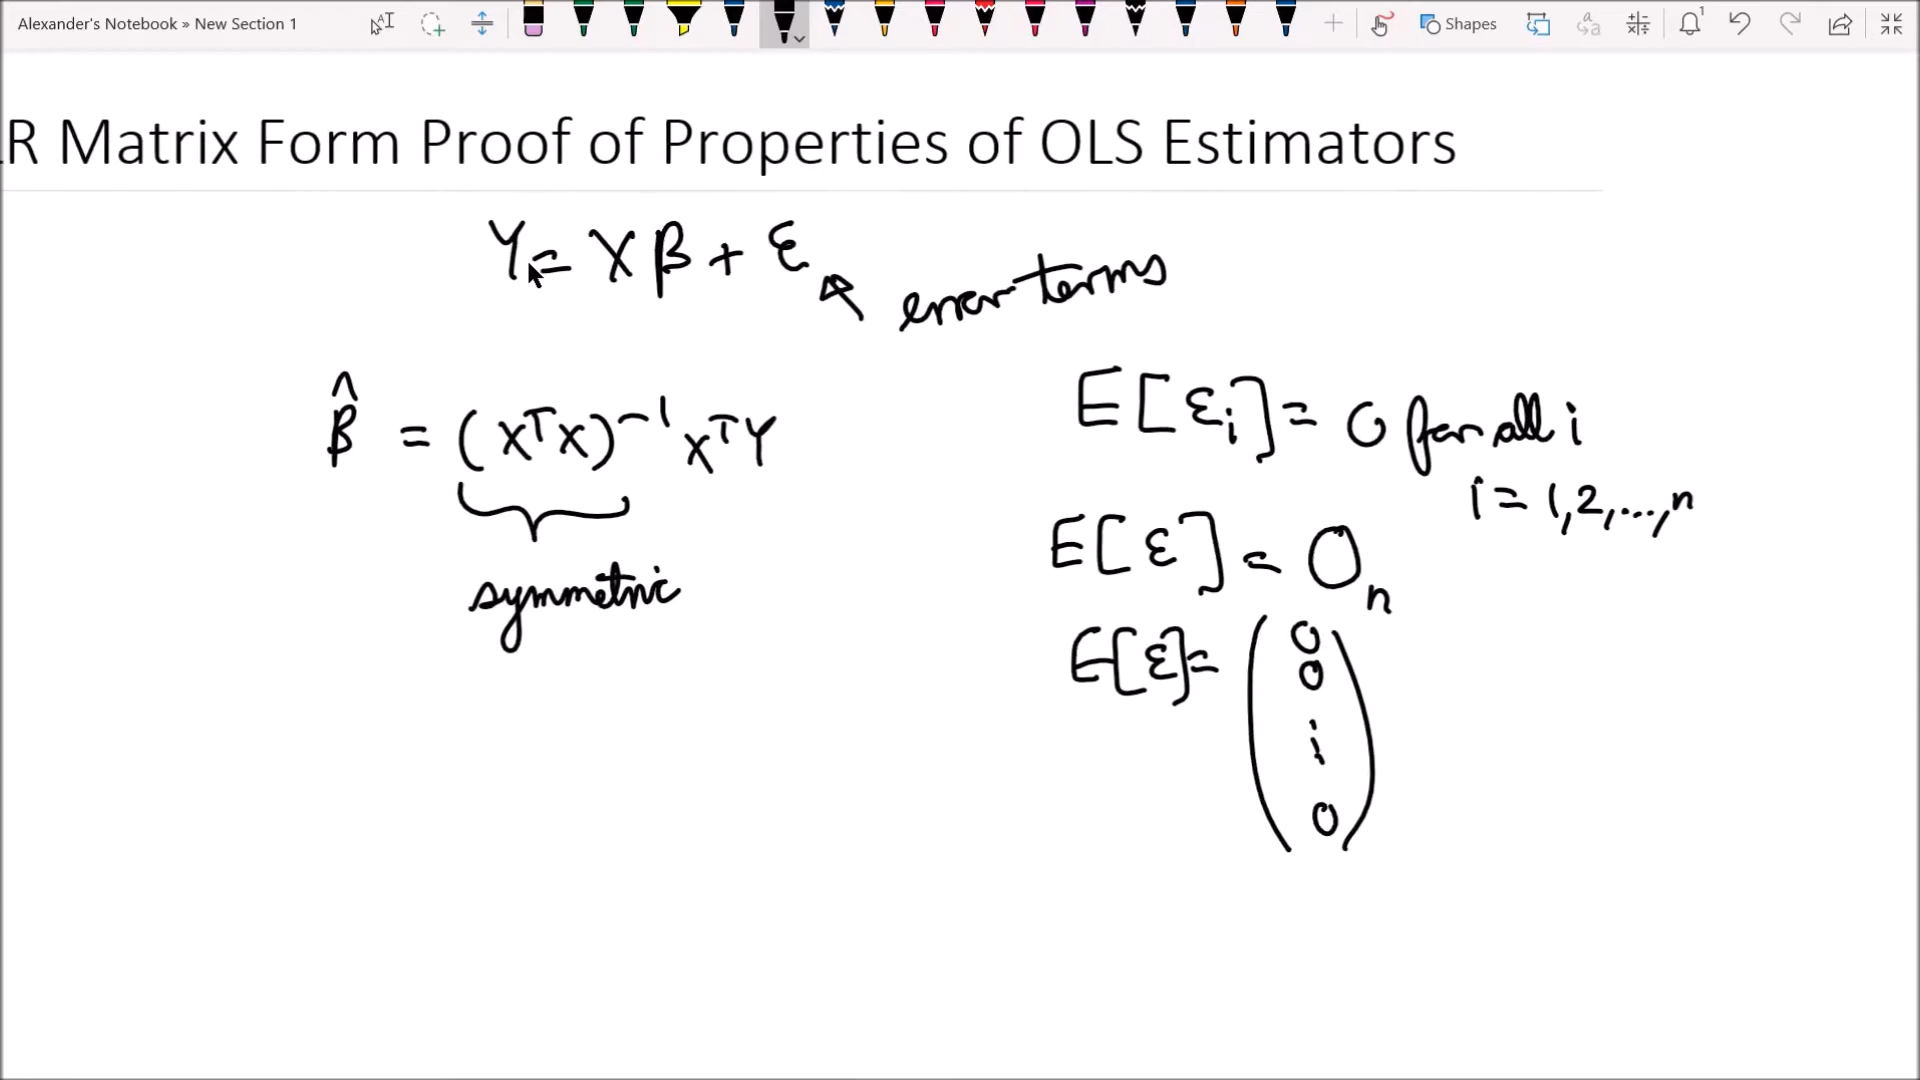 Alexander's Notebook » New Section 1
Shapes
1
R Matrix Form Proof of Properties of OLS Estimators
Y = Xβ + ε
error terms
β̂ = (XᵀX)⁻¹XᵀY
symmetric
E[εᵢ] = 0 for all i
i = 1,2,...,n
E[ε] = 0ₙ
E[ε] = (
0
0
⋮
0
)